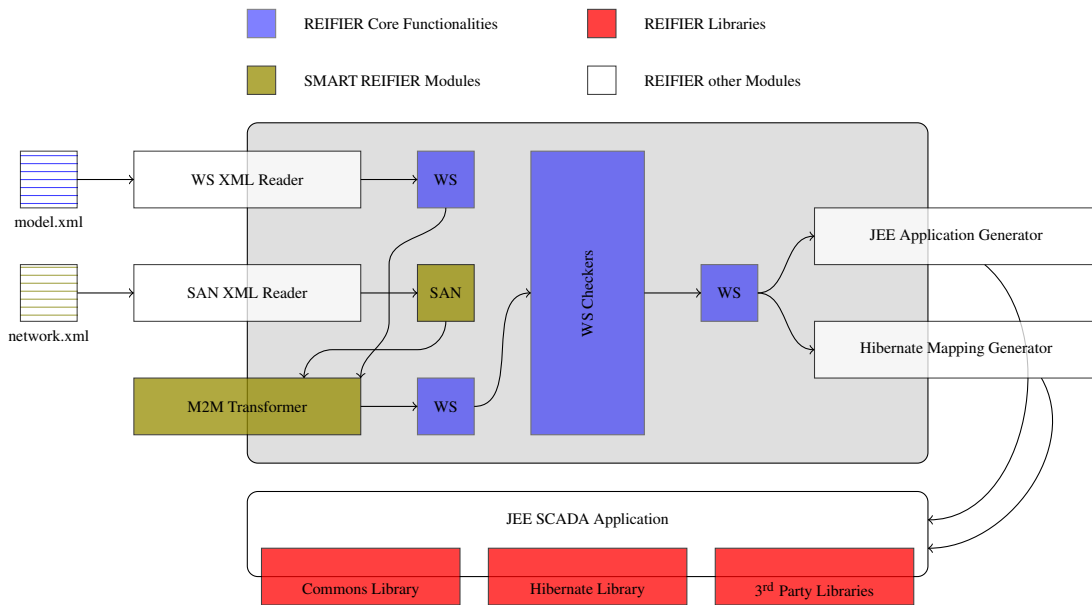 REIFIER Core Functionalities
REIFIER Libraries
SMART REIFIER Modules
REIFIER other Modules
WS XML Reader
WS
model.xml
JEE Application Generator
SAN XML Reader
SAN
WS Checkers
WS
network.xml
Hibernate Mapping Generator
M2M Transformer
WS
JEE SCADA Application
Commons Library
Hibernate Library
3rd Party Libraries